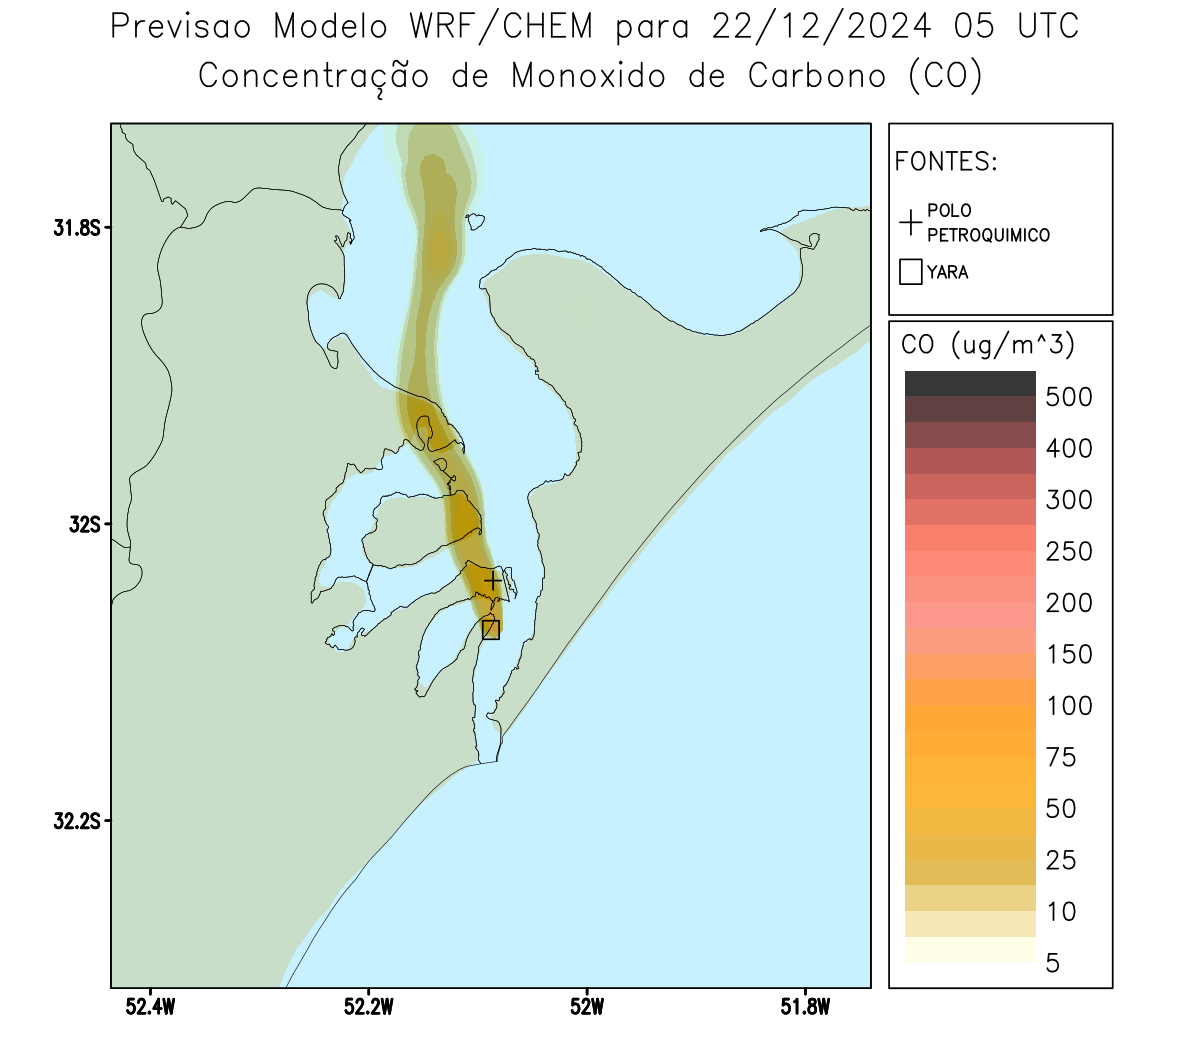 Previsao Modelo WRF/CHEM para 22/12/2024 05 UTC
Concentração de Monoxido de Carbono (CO)
FONTES:
POLO
PETROQUIMICO
YARA
CO (ug/m^3)
500
400
300
250
200
150
100
75
50
25
10
5
31.8S
32S
32.2S
52.4W
52.2W
52W
51.8W